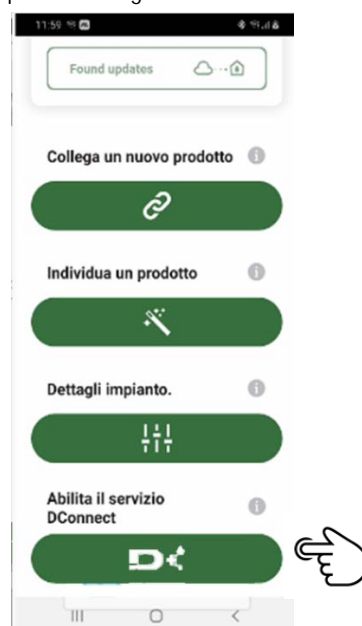 11:59
Found updates
Collega un nuovo prodotto
Individua un prodotto
Dettagli impianto.
Abilita il servizio
DConnect